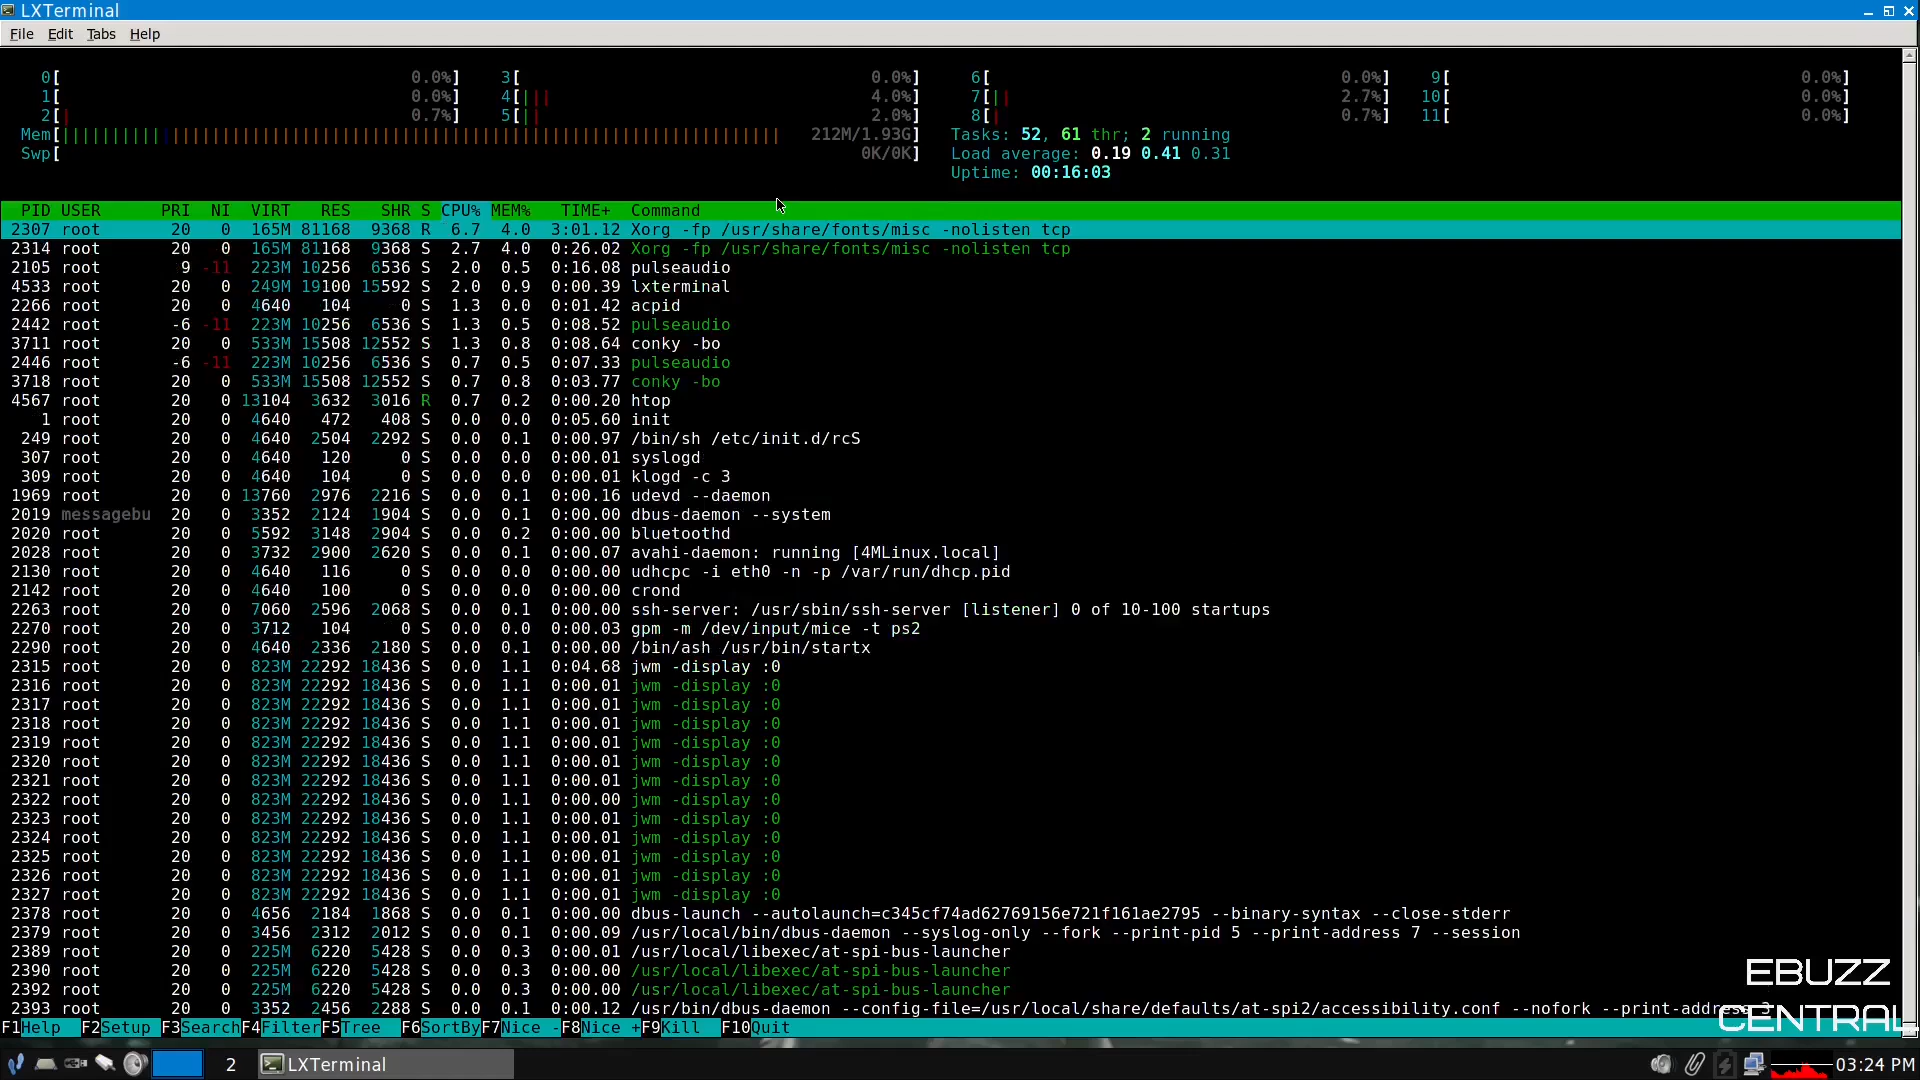 LXTerminal
File Edit Tabs Help
0[ 0.0%] 3[ 0.0%] 6[ 0.0%] 9[ 0.0%]
1[ 0.0%] 4[||| 4.0%] 7[|| 2.7%] 10[ 0.0%]
2[| 0.7%] 5[|| 2.0%] 8[| 0.7%] 11[ 0.0%]
Mem[ 212M/1.93G] Tasks: 52, 61 thr; 2 running
Swp[ 0K/0K] Load average: 0.19 0.41 0.31
Uptime: 00:16:03
PID USER PRI NI VIRT RES SHR S CPU% MEM% TIME+ Command
2307 root 20 0 165M 81168 9368 R 6.7 4.0 3:01.12 Xorg -fp /usr/share/fonts/misc -nolisten tcp
2314 root 20 0 165M 81168 9368 S 2.7 4.0 0:26.02 Xorg -fp /usr/share/fonts/misc -nolisten tcp
2105 root 9 -11 223M 10256 6536 S 2.0 0.5 0:16.08 pulseaudio
4533 root 20 0 249M 19100 15592 S 2.0 0.9 0:00.39 lxterminal
2266 root 20 0 4640 104 0 S 1.3 0.0 0:01.42 acpid
2442 root -6 -11 223M 10256 6536 S 1.3 0.5 0:08.52 pulseaudio
3711 root 20 0 533M 15508 12552 S 1.3 0.8 0:08.64 conky -bo
2446 root -6 -11 223M 10256 6536 S 0.7 0.5 0:07.33 pulseaudio
3718 root 20 0 533M 15508 12552 S 0.7 0.8 0:03.77 conky -bo
4567 root 20 0 13104 3632 3016 R 0.7 0.2 0:00.20 htop
1 root 20 0 4640 472 408 S 0.0 0.0 0:05.60 init
249 root 20 0 4640 2504 2292 S 0.0 0.1 0:00.97 /bin/sh /etc/init.d/rcS
307 root 20 0 4640 120 0 S 0.0 0.0 0:00.01 syslogd
309 root 20 0 4640 104 0 S 0.0 0.0 0:00.01 klogd -c 3
1969 root 20 0 13760 2976 2216 S 0.0 0.1 0:00.16 udevd --daemon
2019 messagebu 20 0 3352 2124 1904 S 0.0 0.1 0:00.00 dbus-daemon --system
2020 root 20 0 5592 3148 2904 S 0.0 0.2 0:00.00 bluetoothd
2028 root 20 0 3732 2900 2620 S 0.0 0.1 0:00.07 avahi-daemon: running [4MLinux.local]
2130 root 20 0 4640 116 0 S 0.0 0.0 0:00.00 udhcpc -i eth0 -n -p /var/run/dhcp.pid
2142 root 20 0 4640 100 0 S 0.0 0.0 0:00.00 crond
2263 root 20 0 7060 2596 2068 S 0.0 0.1 0:00.00 ssh-server: /usr/sbin/ssh-server [listener] 0 of 10-100 startups
2270 root 20 0 3712 104 0 S 0.0 0.0 0:00.03 gpm -m /dev/input/mice -t ps2
2290 root 20 0 4640 2336 2180 S 0.0 0.1 0:00.00 /bin/ash /usr/bin/startx
2315 root 20 0 823M 22292 18436 S 0.0 1.1 0:04.68 jwm -display :0
2316 root 20 0 823M 22292 18436 S 0.0 1.1 0:00.01 jwm -display :0
2317 root 20 0 823M 22292 18436 S 0.0 1.1 0:00.01 jwm -display :0
2318 root 20 0 823M 22292 18436 S 0.0 1.1 0:00.01 jwm -display :0
2319 root 20 0 823M 22292 18436 S 0.0 1.1 0:00.01 jwm -display :0
2320 root 20 0 823M 22292 18436 S 0.0 1.1 0:00.01 jwm -display :0
2321 root 20 0 823M 22292 18436 S 0.0 1.1 0:00.01 jwm -display :0
2322 root 20 0 823M 22292 18436 S 0.0 1.1 0:00.00 jwm -display :0
2323 root 20 0 823M 22292 18436 S 0.0 1.1 0:00.01 jwm -display :0
2324 root 20 0 823M 22292 18436 S 0.0 1.1 0:00.01 jwm -display :0
2325 root 20 0 823M 22292 18436 S 0.0 1.1 0:00.01 jwm -display :0
2326 root 20 0 823M 22292 18436 S 0.0 1.1 0:00.01 jwm -display :0
2327 root 20 0 823M 22292 18436 S 0.0 1.1 0:00.01 jwm -display :0
2378 root 20 0 4656 2184 1868 S 0.0 0.1 0:00.00 dbus-launch --autolaunch=c345cf74ad62769156e721f161ae2795 --binary-syntax --close-stderr
2379 root 20 0 3456 2312 2012 S 0.0 0.1 0:00.09 /usr/local/bin/dbus-daemon --syslog-only --fork --print-pid 5 --print-address 7 --session
2389 root 20 0 225M 6220 5428 S 0.0 0.3 0:00.01 /usr/local/libexec/at-spi-bus-launcher
2390 root 20 0 225M 6220 5428 S 0.0 0.3 0:00.00 /usr/local/libexec/at-spi-bus-launcher
2392 root 20 0 225M 6220 5428 S 0.0 0.3 0:00.00 /usr/local/libexec/at-spi-bus-launcher
2393 root 20 0 3352 2456 2288 S 0.0 0.1 0:00.12 /usr/bin/dbus-daemon --config-file=/usr/local/share/defaults/at-spi2/accessibility.conf --nofork --print-address 3
F1Help F2Setup F3Search F4Filter F5Tree F6SortBy F7Nice - F8Nice + F9Kill F10Quit
EBUZZ
CENTRAL
2 LXTerminal 03:24 PM